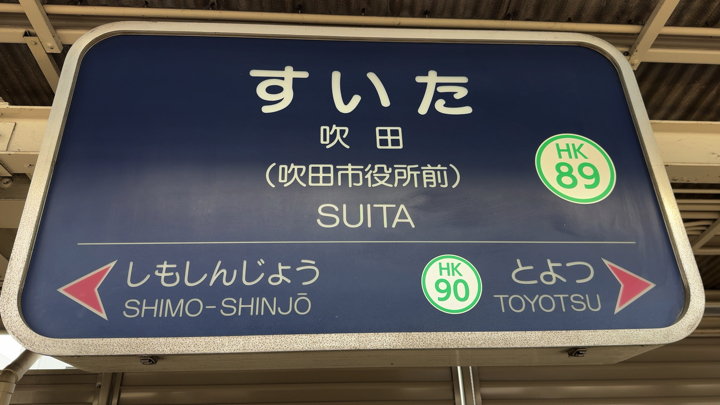 すいた
吹田
(吹田市役所前)
SUITA
HK
89
しもしんじょう
SHIMO-SHINJŌ
HK
90
とよつ
TOYOTSU